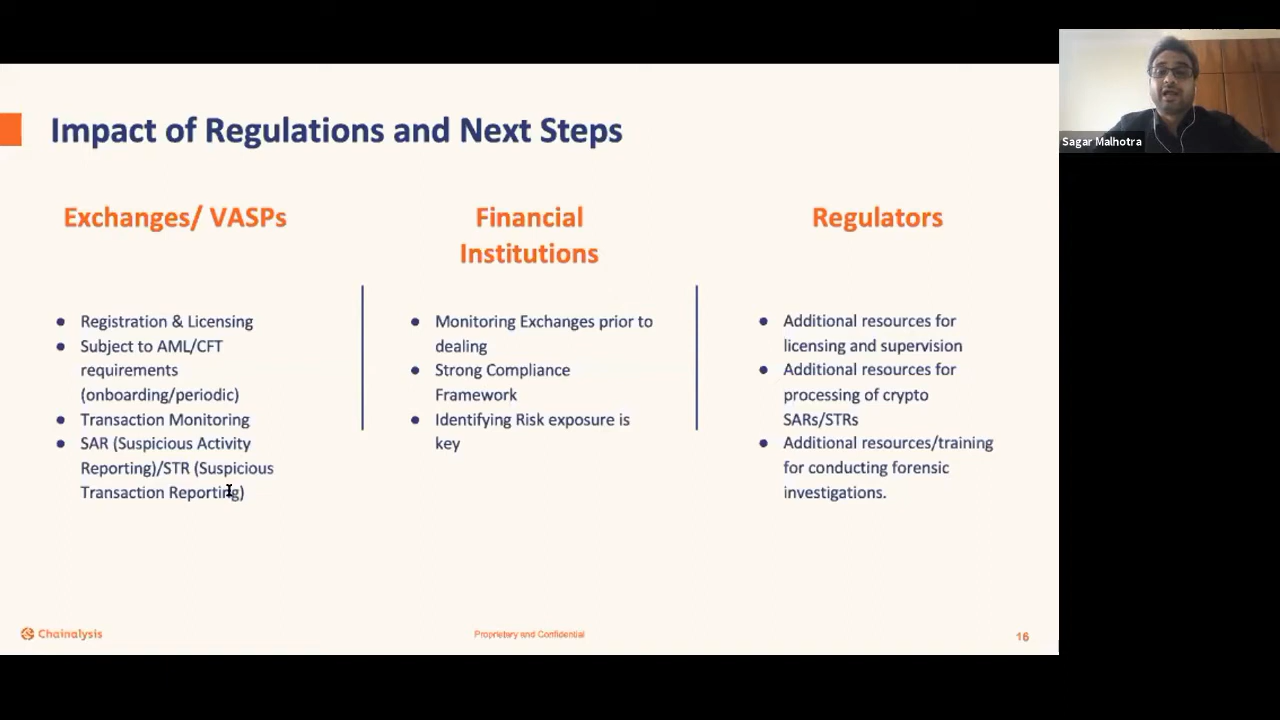 Impact of Regulations and Next Steps
Exchanges/ VASPs
● Registration & Licensing
● Subject to AML/CFT
requirements
(onboarding/periodic)
● Transaction Monitoring
● SAR (Suspicious Activity
Reporting)/STR (Suspicious
Transaction Reporting)
Financial
Institutions
● Monitoring Exchanges prior to
dealing
● Strong Compliance
Framework
● Identifying Risk exposure is
key
Regulators
● Additional resources for
licensing and supervision
● Additional resources for
processing of crypto
SARs/STRs
● Additional resources/training
for conducting forensic
investigations.
Chainalysis
Proprietary and Confidential
16
Sagar Malhotra